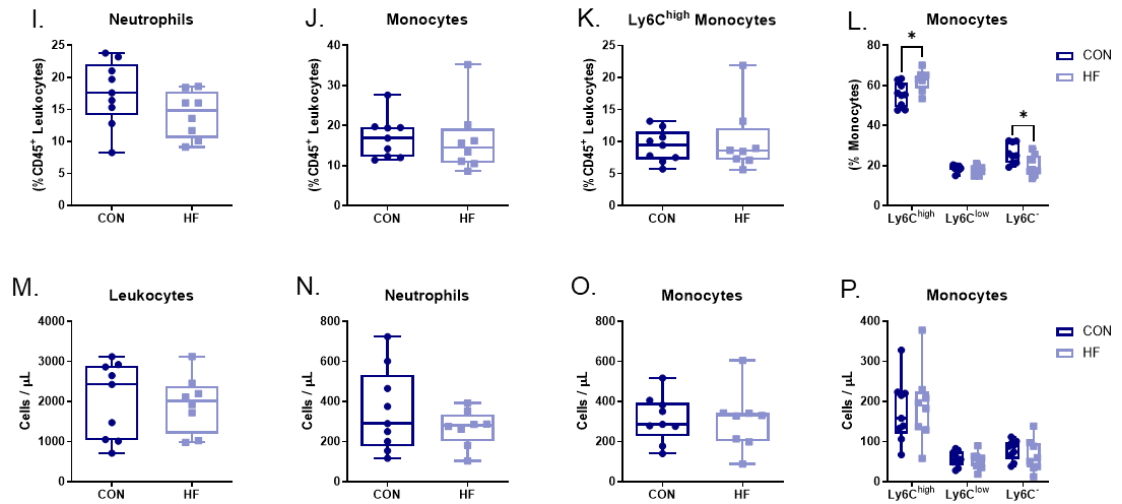 I.
Neutrophils
(%CD45+ Leukocytes)
25
20
15
10
5
0
CON
HF
J.
Monocytes
(%CD45+ Leukocytes)
40
30
20
10
0
CON
HF
K.
Ly6Chigh Monocytes
(%CD45+ Leukocytes)
25
20
15
10
5
0
CON
HF
L.
Monocytes
(% Monocytes)
80
60
40
20
0
*
*
Ly6Chigh
Ly6Clow
Ly6C-
CON
HF
M.
Leukocytes
Cells / µL
4000
3000
2000
1000
0
CON
HF
N.
Neutrophils
Cells / µL
800
600
400
200
0
CON
HF
O.
Monocytes
Cells / µL
800
600
400
200
0
CON
HF
P.
Monocytes
Cells / µL
400
300
200
100
0
Ly6Chigh
Ly6Clow
Ly6C-
CON
HF